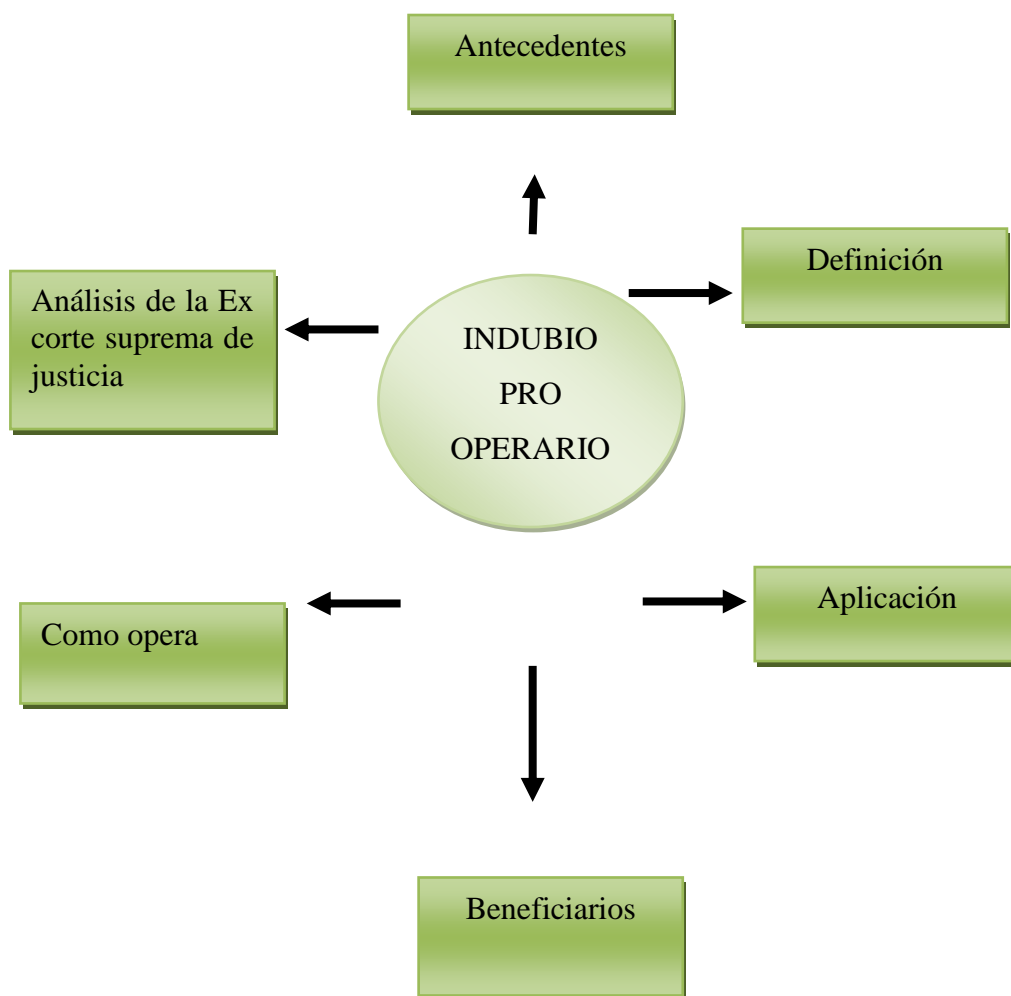 Antecedentes
Definición
Análisis de la Ex
corte suprema de
justicia
INDUBIO
PRO
OPERARIO
Aplicación
Como opera
Beneficiarios